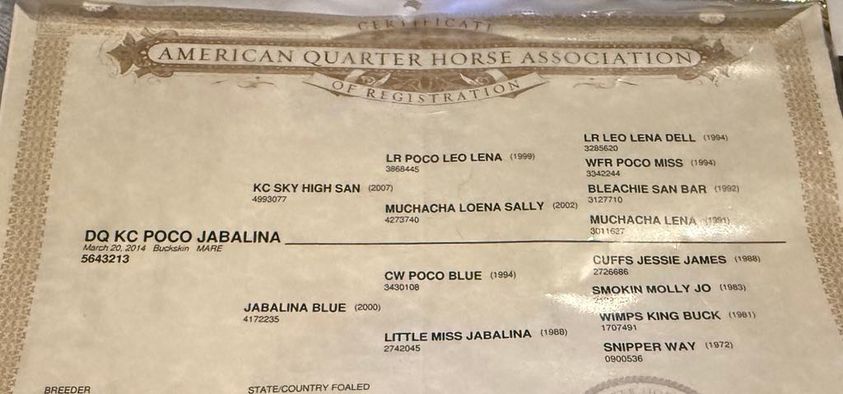 CERTIFICATE
AMERICAN QUARTER HORSE ASSOCIATION
OF REGISTRATION
LR LEO LENA DELL (1994)
3285620
LR POCO LEO LENA (1999)
3868445
WFR POCO MISS (1994)
3342244
KC SKY HIGH SAN (2007)
4993077
BLEACHIE SAN BAR (1992)
3127710
MUCHACHA LOENA SALLY (2002)
4273740
MUCHACHA LENA (1991)
3011627
DQ KC POCO JABALINA
March 20, 2014 Buckskin MARE
5643213
CUFFS JESSIE JAMES (1988)
2726686
CW POCO BLUE (1994)
3430108
SMOKIN MOLLY JO (1983)
JABALINA BLUE (2000)
4172235
WIMPS KING BUCK (1981)
1707491
LITTLE MISS JABALINA (1988)
2742045
SNIPPER WAY (1972)
0900536
BREEDER
STATE/COUNTRY FOALED